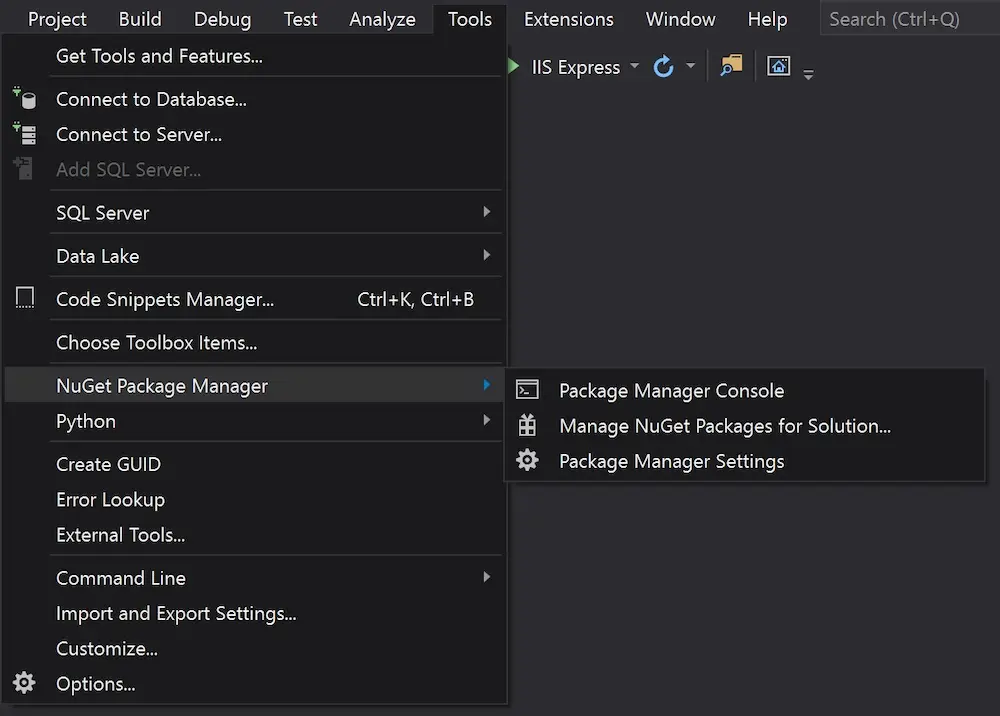 Project Build Debug Test Analyze Tools Extensions Window Help Search (Ctrl+Q)
Get Tools and Features...
IIS Express
Connect to Database...
Connect to Server...
Add SQL Server...
SQL Server
Data Lake
Code Snippets Manager... Ctrl+K, Ctrl+B
Choose Toolbox Items...
NuGet Package Manager
Python
Create GUID
Error Lookup
External Tools...
Command Line
Import and Export Settings...
Customize...
Options...
Package Manager Console
Manage NuGet Packages for Solution...
Package Manager Settings